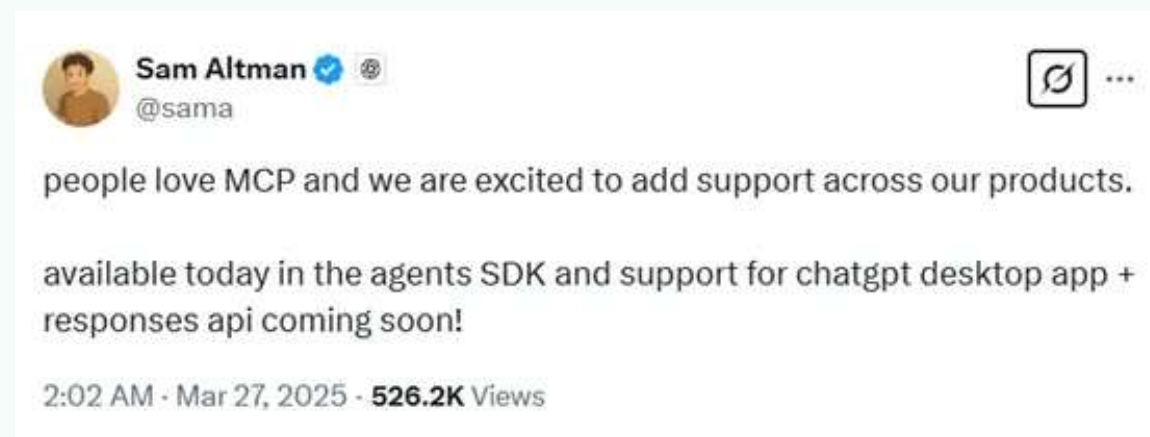 Sam Altman
@sama
people love MCP and we are excited to add support across our products.
available today in the agents SDK and support for chatgpt desktop app +
responses api coming soon!
2:02 AM · Mar 27, 2025 · 526.2K Views